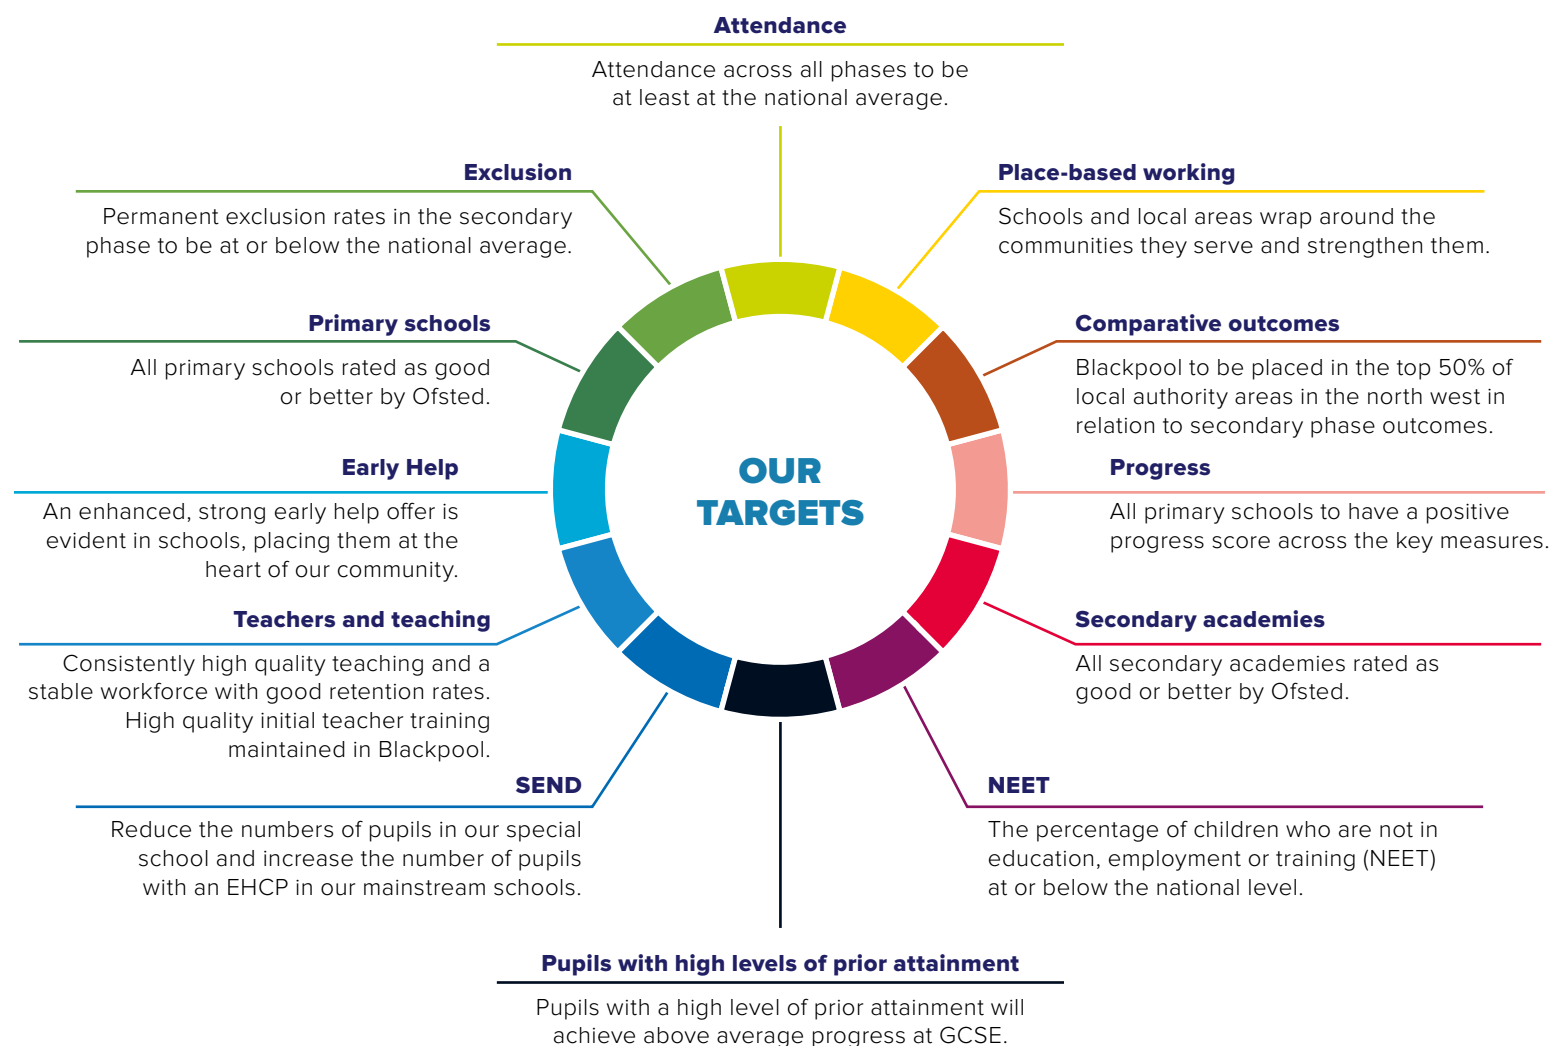 Attendance
Attendance across all phases to be
at least at the national average.
Exclusion
Permanent exclusion rates in the secondary
phase to be at or below the national average.
Place-based working
Schools and local areas wrap around the
communities they serve and strengthen them.
Primary schools
All primary schools rated as good
or better by Ofsted.
Comparative outcomes
Blackpool to be placed in the top 50% of
local authority areas in the north west in
relation to secondary phase outcomes.
Early Help
An enhanced, strong early help offer is
evident in schools, placing them at the
heart of our community.
OUR
TARGETS
Progress
All primary schools to have a positive
progress score across the key measures.
Teachers and teaching
Consistently high quality teaching and a
stable workforce with good retention rates.
High quality initial teacher training
maintained in Blackpool.
Secondary academies
All secondary academies rated as
good or better by Ofsted.
SEND
Reduce the numbers of pupils in our special
school and increase the number of pupils
with an EHCP in our mainstream schools.
NEET
The percentage of children who are not in
education, employment or training (NEET)
at or below the national level.
Pupils with high levels of prior attainment
Pupils with a high level of prior attainment will
achieve above average progress at GCSE.